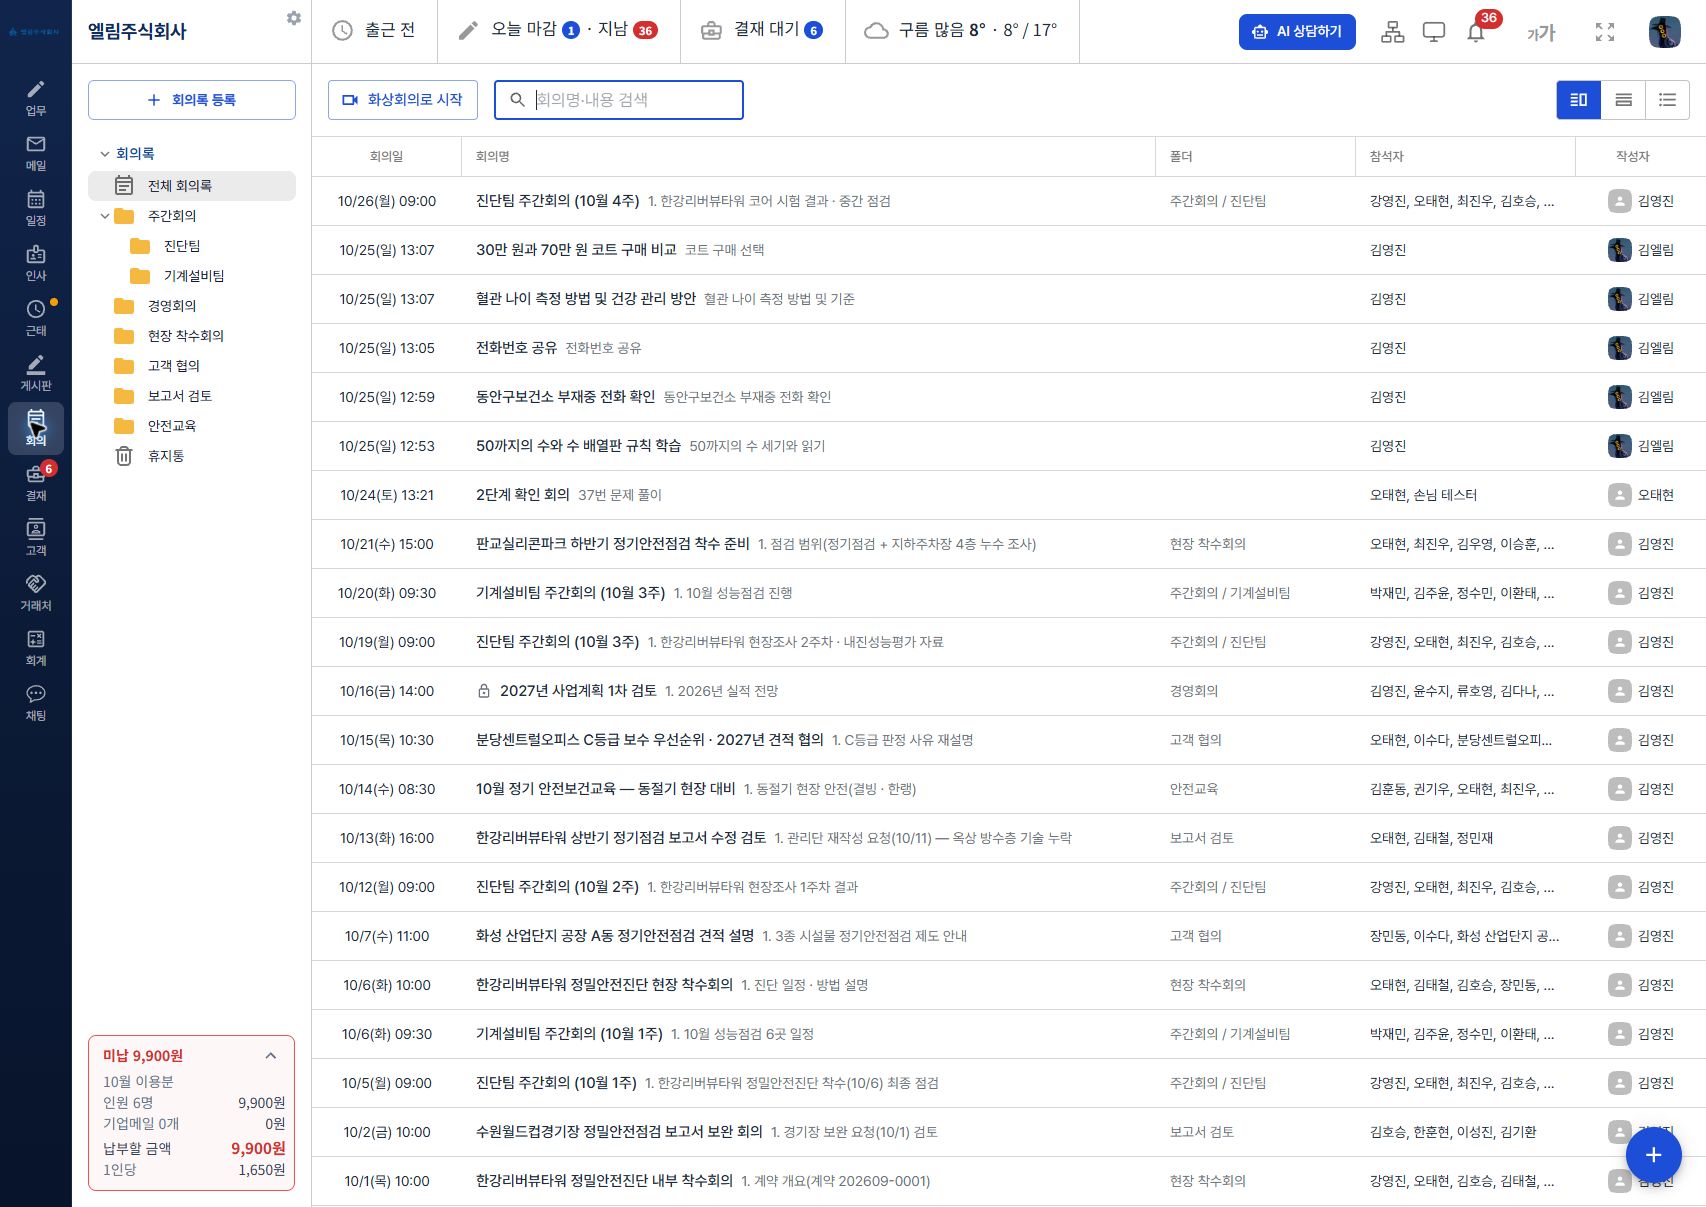 엘림주식회사
엘림주식회사
출근 전
오늘 마감 1 · 지남 36
결재 대기 6
구름 많음 8° · 8° / 17°
AI 상담하기
36
가가
업무
메일
일정
인사
근태
게시판
회의
6
결재
고객
거래처
회계
채팅
회의록 등록
회의록
전체 회의록
주간회의
진단팀
기계설비팀
경영회의
현장 착수회의
고객 협의
보고서 검토
안전교육
휴지통
미납 9,900원
10월 이용분
인원 6명 9,900원
기업메일 0개 0원
납부할 금액 9,900원
1인당 1,650원
화상회의로 시작
회의명·내용 검색
회의일 회의명 폴더 참석자 작성자
10/26(월) 09:00 진단팀 주간회의 (10월 4주) 1. 한강리버뷰타워 코어 시험 결과 · 중간 점검 주간회의 / 진단팀 강영진, 오태현, 최진우, 김호승, ... 김영진
10/25(일) 13:07 30만 원과 70만 원 코트 구매 비교 코트 구매 선택 김영진 김엘림
10/25(일) 13:07 혈관 나이 측정 방법 및 건강 관리 방안 혈관 나이 측정 방법 및 기준 김영진 김엘림
10/25(일) 13:05 전화번호 공유 전화번호 공유 김영진 김엘림
10/25(일) 12:59 동안구보건소 부재중 전화 확인 동안구보건소 부재중 전화 확인 김영진 김엘림
10/25(일) 12:53 50까지의 수와 수 배열판 규칙 학습 50까지의 수 세기와 읽기 김영진 김엘림
10/24(토) 13:21 2단계 확인 회의 37번 문제 풀이 오태현, 손님 테스터 오태현
10/21(수) 15:00 판교실리콘파크 하반기 정기안전점검 착수 준비 1. 점검 범위(정기점검 + 지하주차장 4층 누수 조사) 현장 착수회의 오태현, 최진우, 김우영, 이승훈, ... 김영진
10/20(화) 09:30 기계설비팀 주간회의 (10월 3주) 1. 10월 성능점검 진행 주간회의 / 기계설비팀 박재민, 김주윤, 정수민, 이환태, ... 김영진
10/19(월) 09:00 진단팀 주간회의 (10월 3주) 1. 한강리버뷰타워 현장조사 2주차 · 내진성능평가 자료 주간회의 / 진단팀 강영진, 오태현, 최진우, 김호승, ... 김영진
10/16(금) 14:00 2027년 사업계획 1차 검토 1. 2026년 실적 전망 경영회의 김영진, 윤수지, 류호영, 김다나, ... 김영진
10/15(목) 10:30 분당센트럴오피스 C등급 보수 우선순위 · 2027년 견적 협의 1. C등급 판정 사유 재설명 고객 협의 오태현, 이수다, 분당센트럴오피... 김영진
10/14(수) 08:30 10월 정기 안전보건교육 — 동절기 현장 대비 1. 동절기 현장 안전(결빙 · 한랭) 안전교육 김훈동, 권기우, 오태현, 최진우, ... 김영진
10/13(화) 16:00 한강리버뷰타워 상반기 정기점검 보고서 수정 검토 1. 관리단 재작성 요청(10/11) — 옥상 방수층 기술 누락 보고서 검토 오태현, 김태철, 정민재 김영진
10/12(월) 09:00 진단팀 주간회의 (10월 2주) 1. 한강리버뷰타워 현장조사 1주차 결과 주간회의 / 진단팀 강영진, 오태현, 최진우, 김호승, ... 김영진
10/7(수) 11:00 화성 산업단지 공장 A동 정기안전점검 견적 설명 1. 3종 시설물 정기안전점검 제도 안내 고객 협의 장민동, 이수다, 화성 산업단지 공... 김영진
10/6(화) 10:00 한강리버뷰타워 정밀안전진단 현장 착수회의 1. 진단 일정 · 방법 설명 현장 착수회의 오태현, 김태철, 김호승, 장민동, ... 김영진
10/6(화) 09:30 기계설비팀 주간회의 (10월 1주) 1. 10월 성능점검 6곳 일정 주간회의 / 기계설비팀 박재민, 김주윤, 정수민, 이환태, ... 김영진
10/5(월) 09:00 진단팀 주간회의 (10월 1주) 1. 한강리버뷰타워 정밀안전진단 착수(10/6) 최종 점검 주간회의 / 진단팀 강영진, 오태현, 최진우, 김호승, ... 김영진
10/2(금) 10:00 수원월드컵경기장 정밀안전점검 보고서 보완 회의 1. 경기장 보완 요청(10/1) 검토 보고서 검토 김호승, 한훈현, 이성진, 김기환
10/1(목) 10:00 한강리버뷰타워 정밀안전진단 내부 착수회의 1. 계약 개요(계약 202609-0001) 현장 착수회의 강영진, 오태현, 김호승, 김태철, ... 김영진